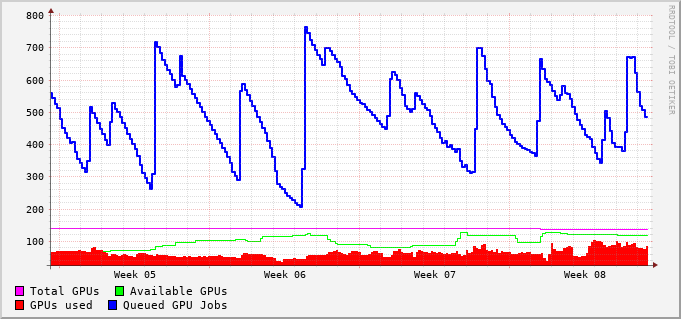 800
700
600
500
400
300
200
100
Week 05 Week 06 Week 07 Week 08
Total GPUs Available GPUs
GPUs used Queued GPU Jobs
RRDTOOL / TOBI OETIKER